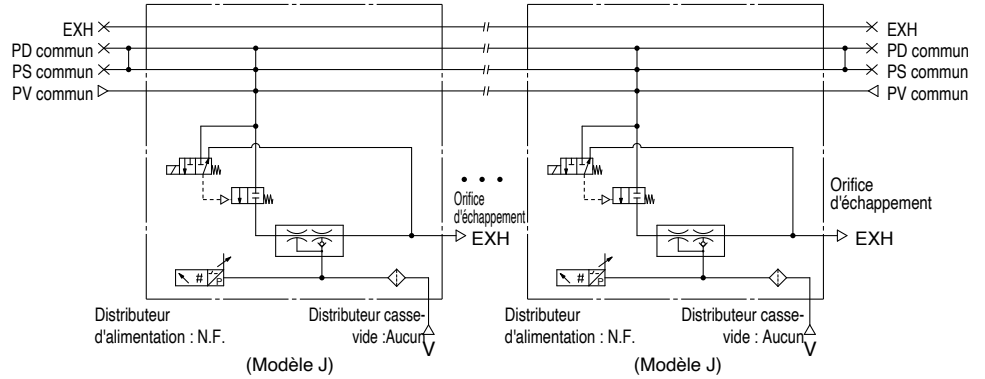 EXH
PD commun
PS commun
PV commun
EXH
PD commun
PS commun
PV commun
• • •
Orifice
d'échappement
EXH
Orifice
d'échappement
EXH
#
P
#
P
Distributeur
d'alimentation : N.F.
Distributeur casse-
vide :Aucun
V
Distributeur
d'alimentation : N.F.
Distributeur casse-
vide :Aucun
V
(Modèle J)
(Modèle J)